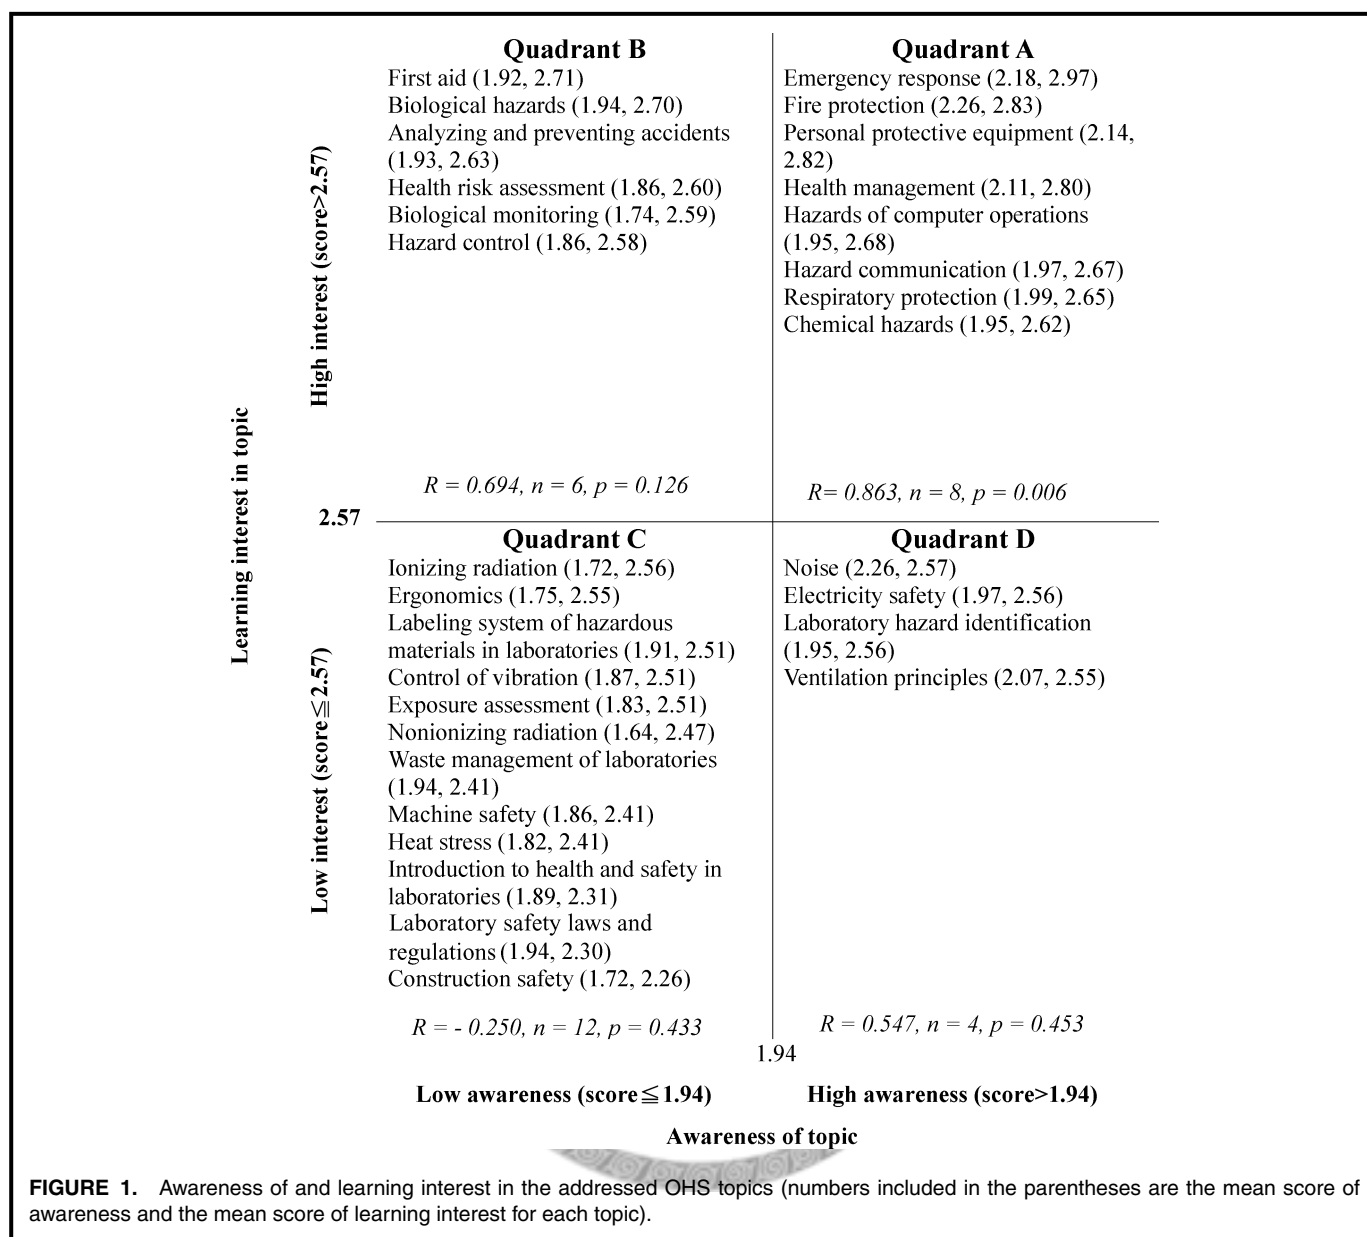 Quadrant B
First aid (1.92, 2.71)
Biological hazards (1.94, 2.70)
Analyzing and preventing accidents
(1.93, 2.63)
Health risk assessment (1.86, 2.60)
Biological monitoring (1.74, 2.59)
Hazard control (1.86, 2.58)
R = 0.694, n = 6, p = 0.126
Quadrant A
Emergency response (2.18, 2.97)
Fire protection (2.26, 2.83)
Personal protective equipment (2.14,
2.82)
Health management (2.11, 2.80)
Hazards of computer operations
(1.95, 2.68)
Hazard communication (1.97, 2.67)
Respiratory protection (1.99, 2.65)
Chemical hazards (1.95, 2.62)
R= 0.863, n = 8, p = 0.006
High interest (score>2.57)
Learning interest in topic
2.57
Low interest (score≦2.57)
Quadrant C
Ionizing radiation (1.72, 2.56)
Ergonomics (1.75, 2.55)
Labeling system of hazardous
materials in laboratories (1.91, 2.51)
Control of vibration (1.87, 2.51)
Exposure assessment (1.83, 2.51)
Nonionizing radiation (1.64, 2.47)
Waste management of laboratories
(1.94, 2.41)
Machine safety (1.86, 2.41)
Heat stress (1.82, 2.41)
Introduction to health and safety in
laboratories (1.89, 2.31)
Laboratory safety laws and
regulations (1.94, 2.30)
Construction safety (1.72, 2.26)
R = - 0.250, n = 12, p = 0.433
Quadrant D
Noise (2.26, 2.57)
Electricity safety (1.97, 2.56)
Laboratory hazard identification
(1.95, 2.56)
Ventilation principles (2.07, 2.55)
R = 0.547, n = 4, p = 0.453
1.94
Low awareness (score≦1.94)
High awareness (score>1.94)
Awareness of topic
FIGURE 1. Awareness of and learning interest in the addressed OHS topics (numbers included in the parentheses are the mean score of
awareness and the mean score of learning interest for each topic).